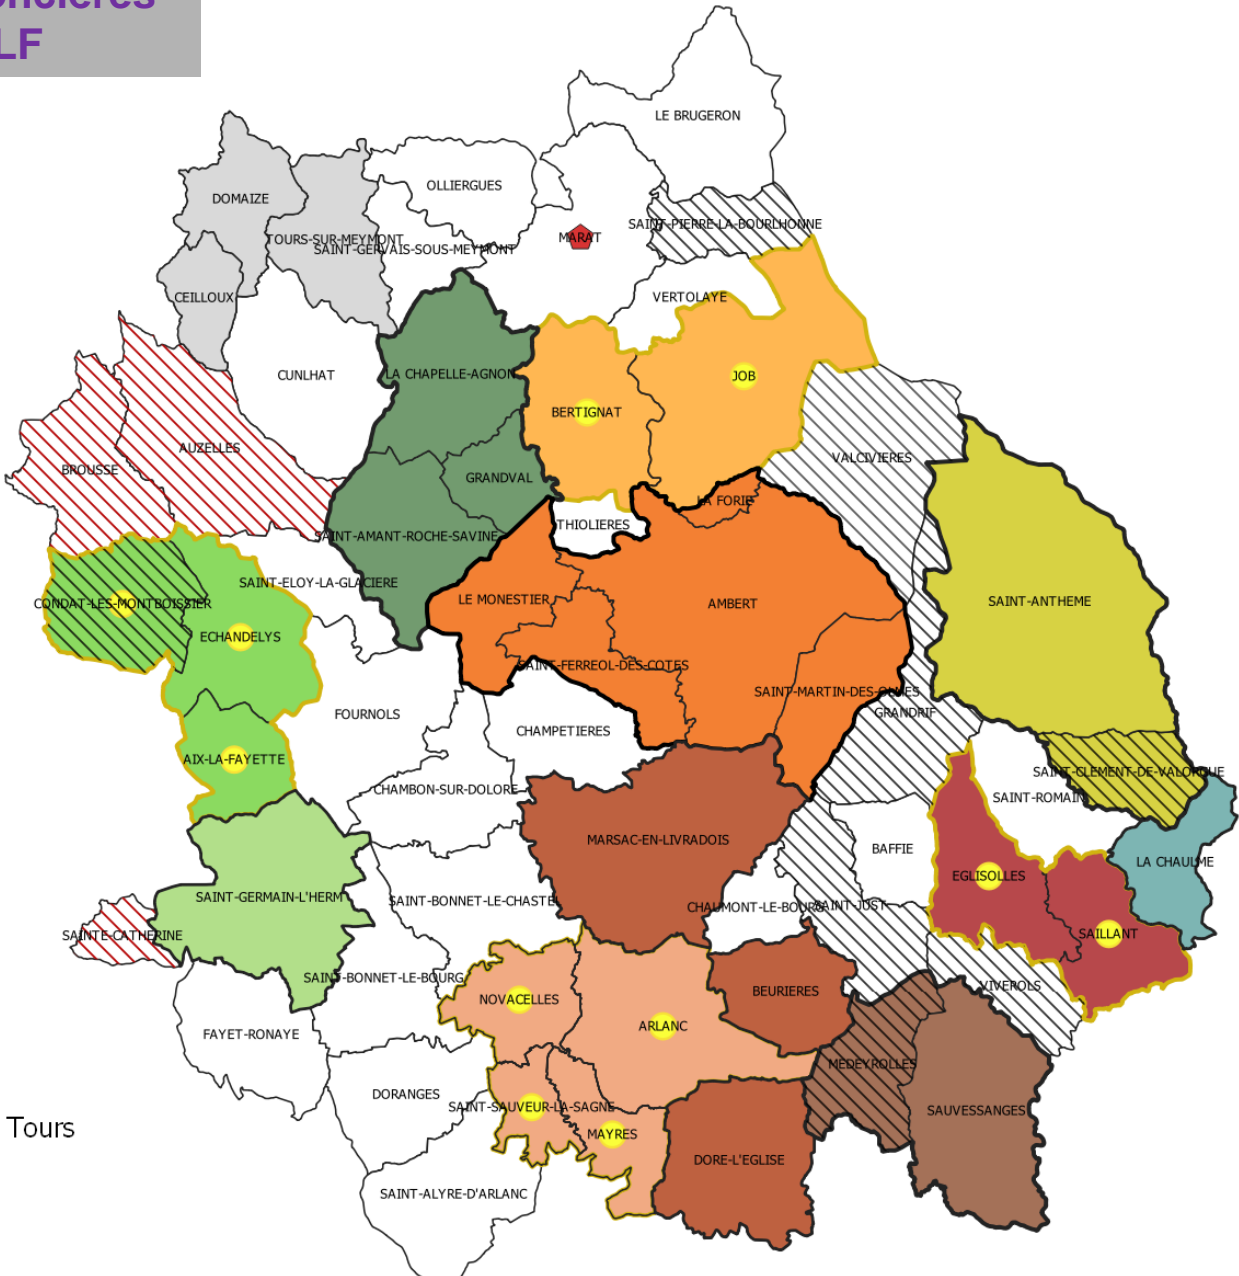 LF
LE BRUGERON
OLLIERGUES
DOMAIZE
SAINT-PIERRE-LA-BOURLHONNE
MARAT
TOURS-SUR-MEYMONT
SAINT-GERVAIS-SOUS-MEYMONT
CEILLOUX
VERTOLAYE
CUNLHAT
LA CHAPELLE-AGNON
JOB
BERTIGNAT
AUZELLES
VALCIVIERES
BROUSSE
GRANDVAL
LA FORIE
THIOLIERES
SAINT-AMANT-ROCHE-SAVINE
SAINT-ELOY-LA-GLACIERE
LE MONESTIER
SAINT-ANTHEME
CONDAT-LES-MONTBOISSIER
AMBERT
ECHANDELYS
SAINT-FERREOL-DES-COTES
SAINT-MARTIN-DES-OLMES
GRANDRIF
FOURNOLS
CHAMPETIERES
AIX-LA-FAYETTE
SAINT-CLEMENT-DE-VALORGUE
CHAMBON-SUR-DOLORE
SAINT-ROMAIN
MARSAC-EN-LIVRADOIS
BAFFIE
LA CHAULME
EGLISOLLES
SAINT-GERMAIN-L'HERM
SAINT-BONNET-LE-CHASTEL
CHAUMONT-LE-BOURG
SAINT-JUST
SAINTE-CATHERINE
SAILLANT
SAINT-BONNET-LE-BOURG
VIVEROLS
BEURIERES
NOVACELLES
ARLANC
FAYET-RONAYE
MEDEYROLLES
DORANGES
SAINT-SAUVEUR-LA-SAGNE
SAUVESSANGES
Tours
MAYRES
DORE-L'EGLISE
SAINT-ALYRE-D'ARLANC